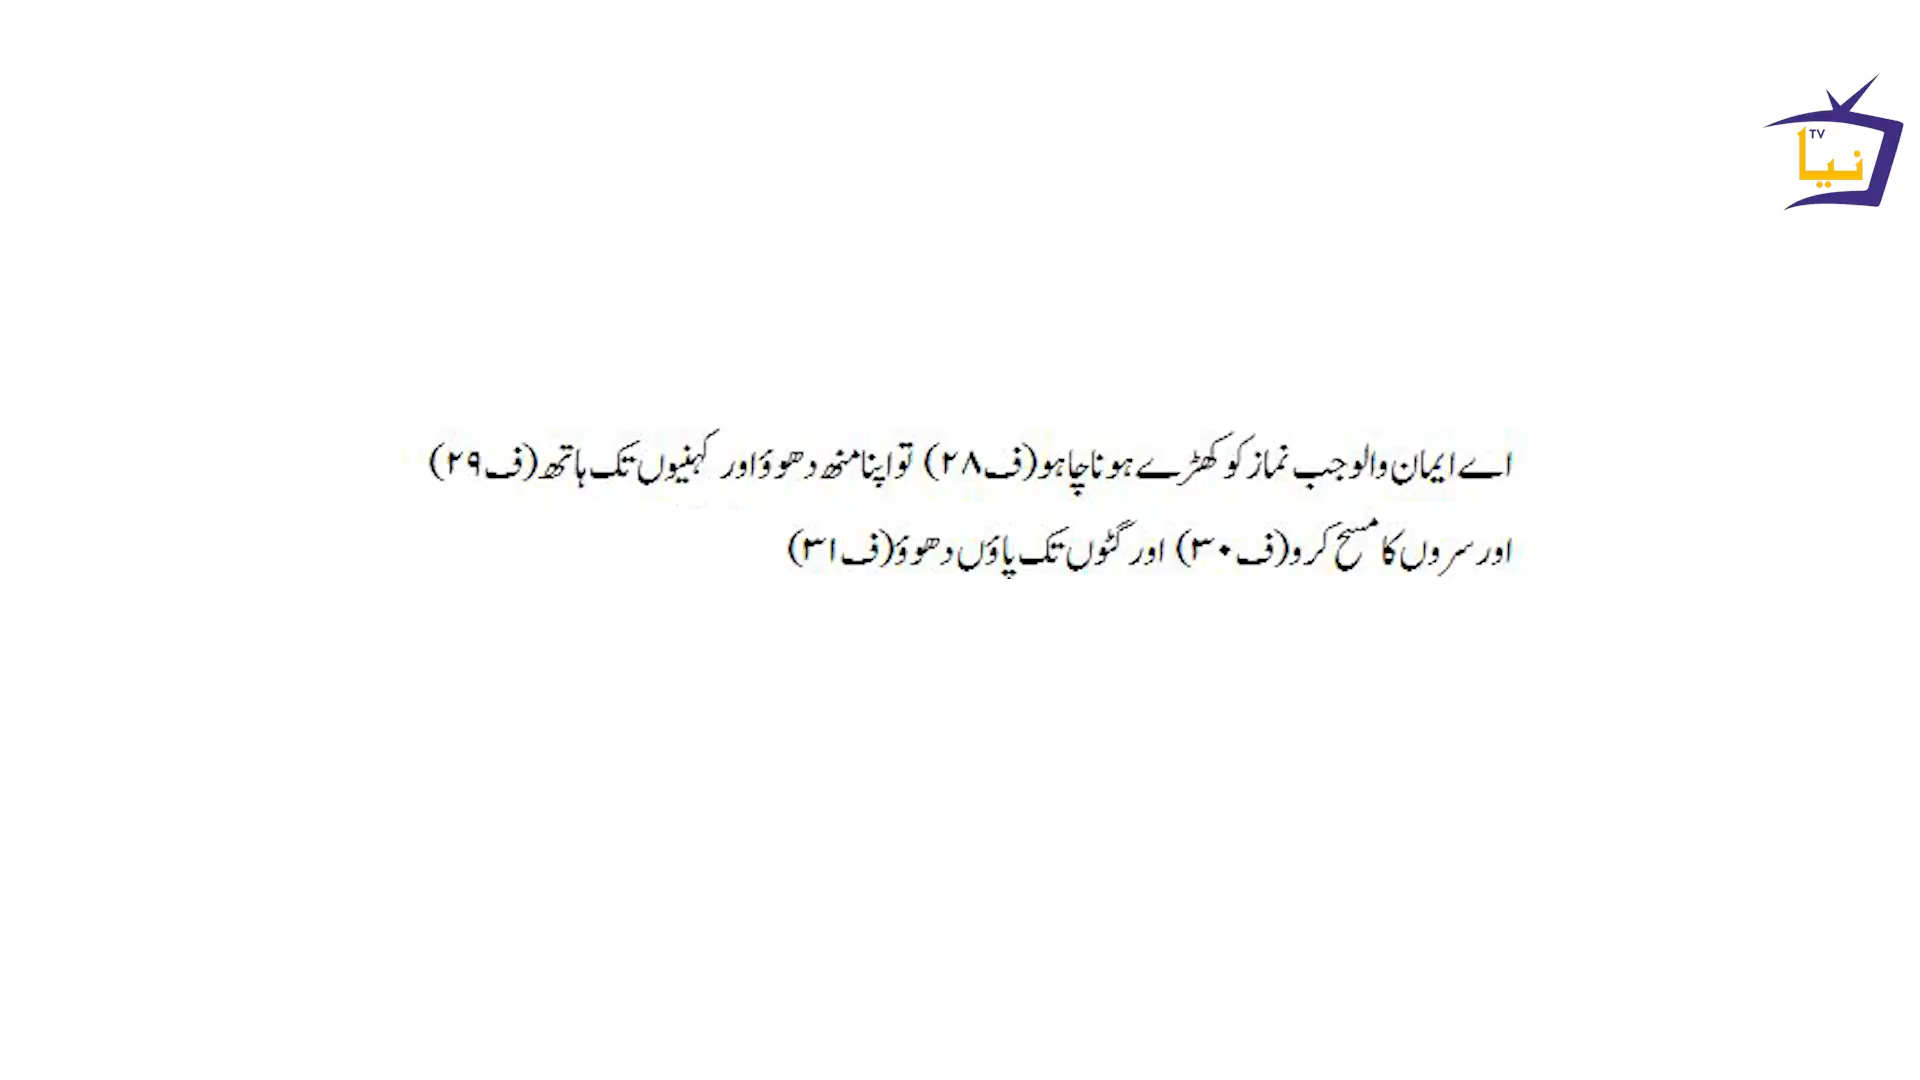 TV
نیا
اے ایمان والو جب نماز کو کھڑے ہونا چاہو (ف۲۸) تو اپنا منھ دھوؤ اور کہنیوں تک ہاتھ (ف۲۹)
اور سروں کا مسح کرو (ف۳۰) اور گٹوں تک پاؤں دھوؤ (ف۳۱)